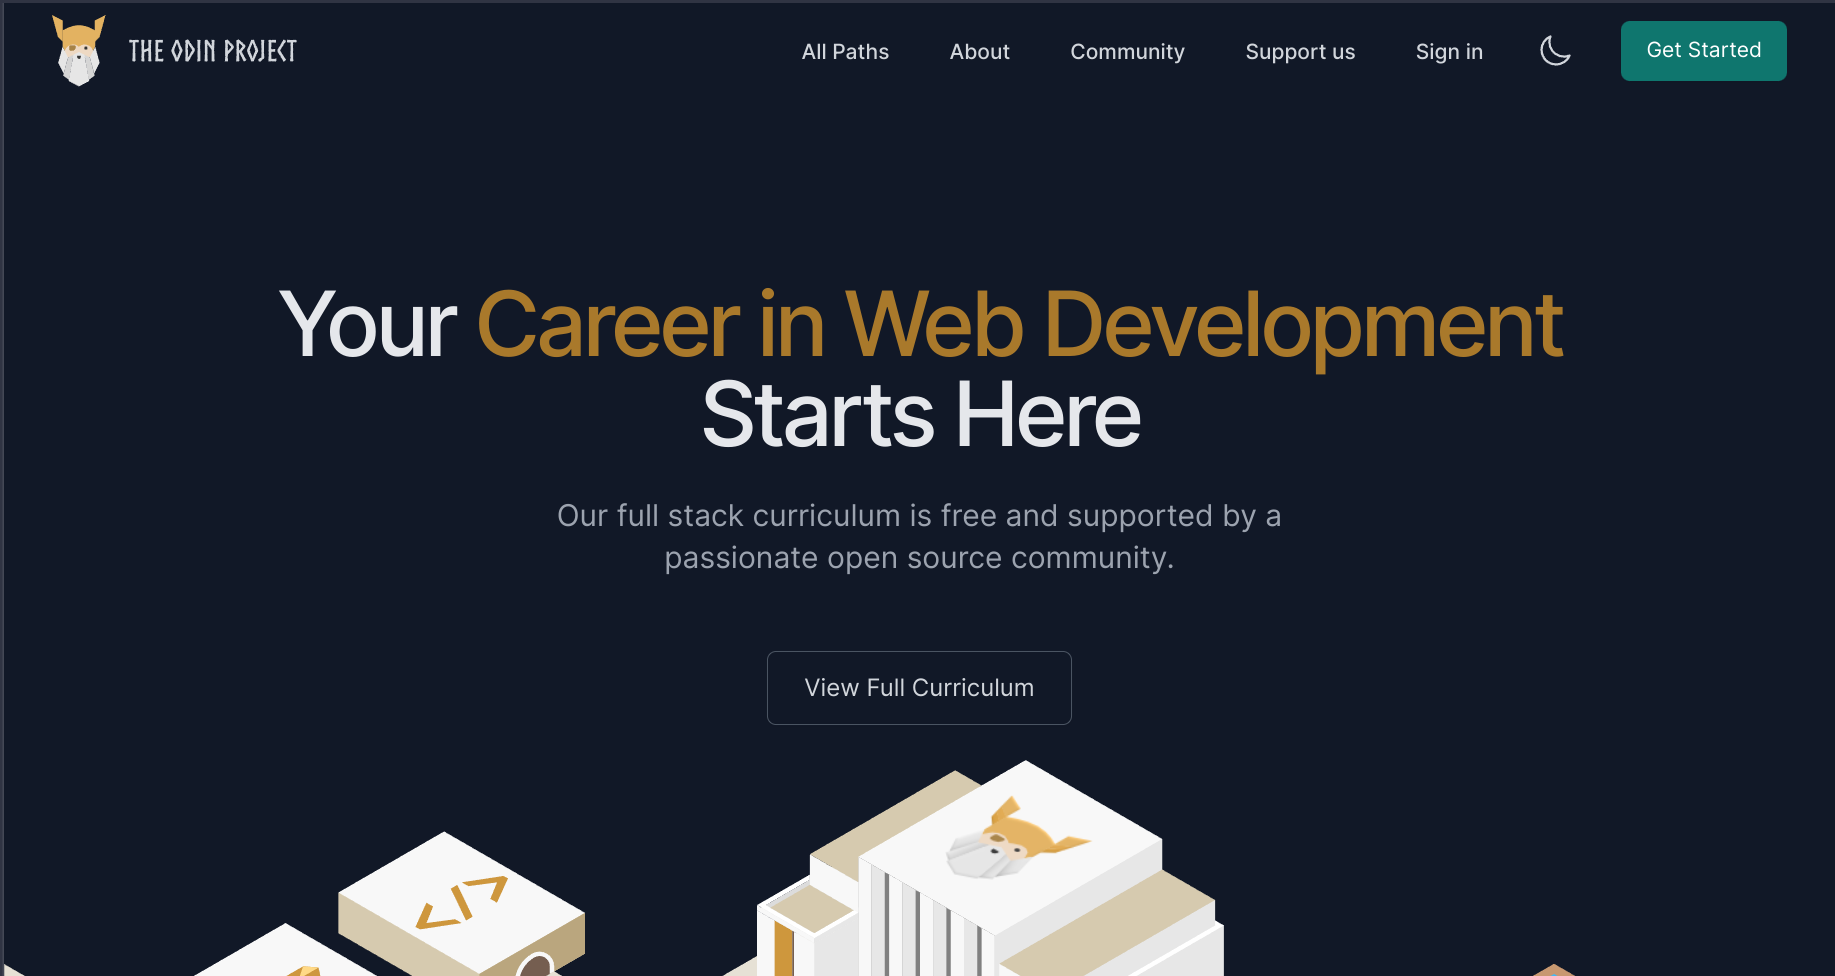 THE ODIN PROJECT
All Paths
About
Community
Support us
Sign in
Get Started
Your Career in Web Development
Starts Here
Our full stack curriculum is free and supported by a
passionate open source community.
View Full Curriculum
</>